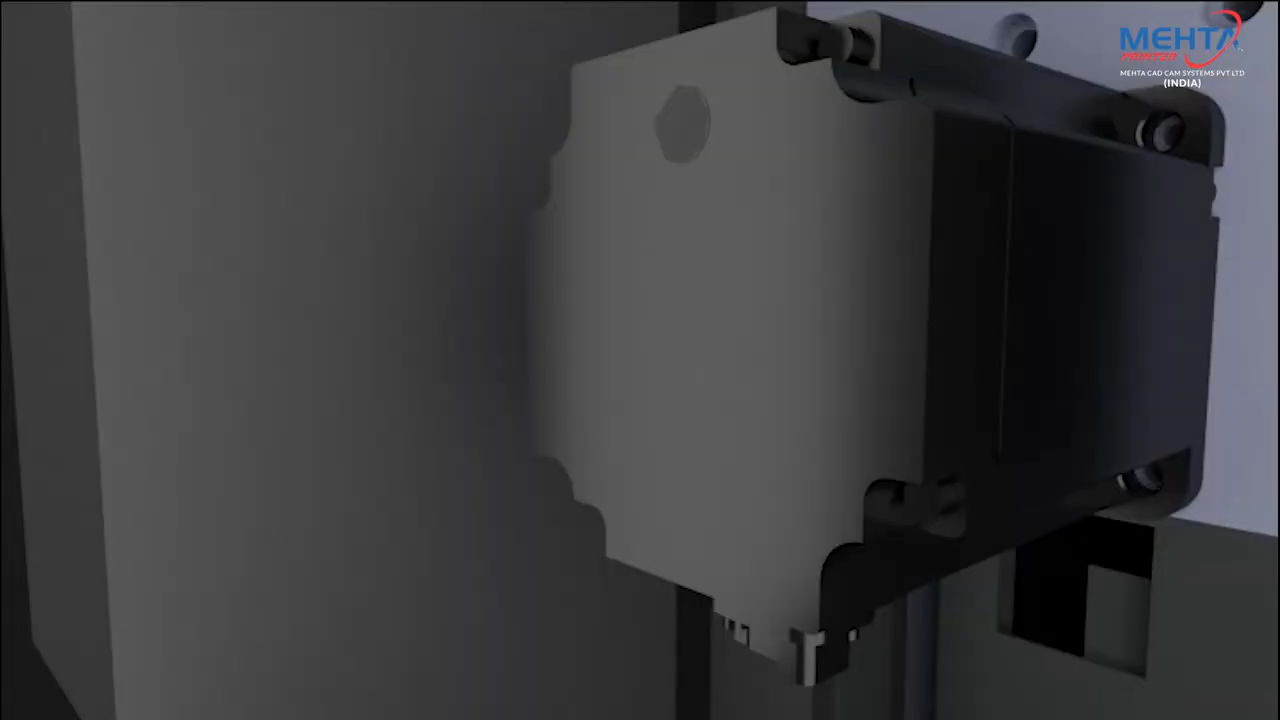 MEHTA
PRINTER
MEHTA CAD CAM SYSTEMS PVT LTD
(INDIA)